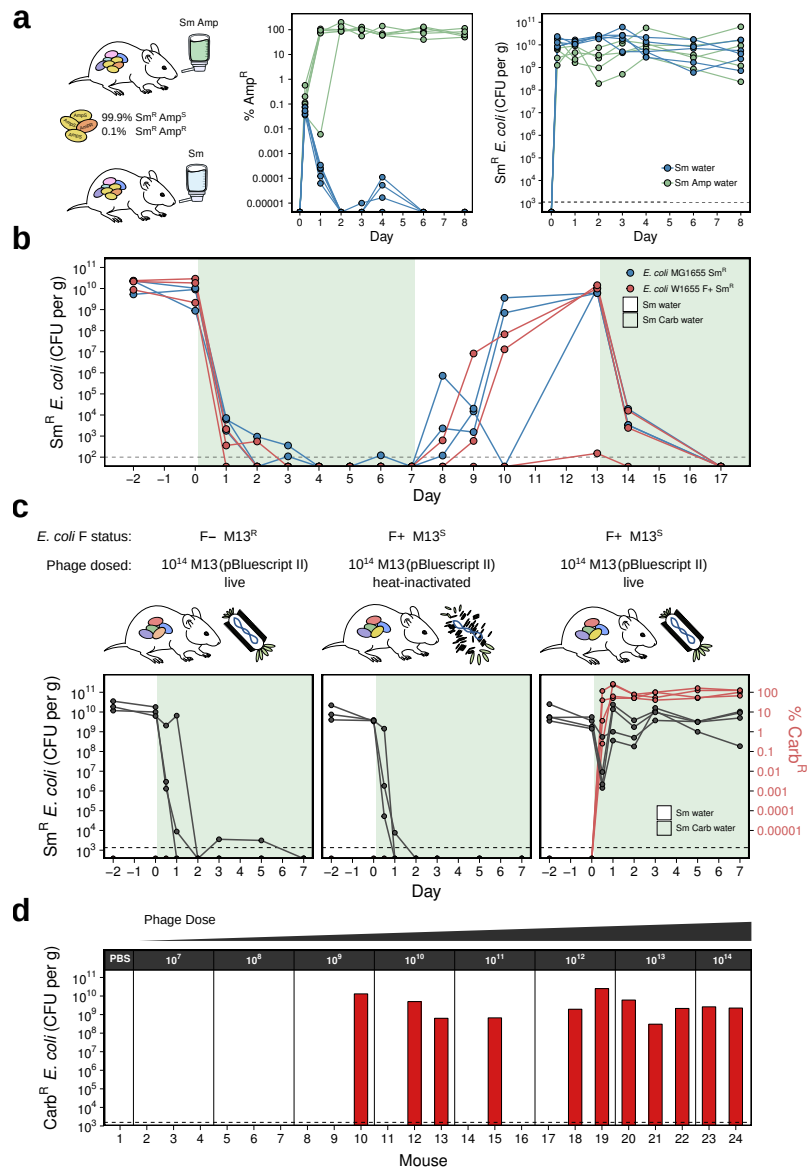 a
Sm Amp
AmpS
AmpS
AmpR
AmpS
99.9% Sm^R Amp^S
0.1% Sm^R Amp^R
Sm
% Amp^R
100
10
1
0.1
0.01
0.001
0.0001
0.00001
0 1 2 3 4 5 6 7 8
Day
Sm^R E. coli (CFU per g)
10^11
10^10
10^9
10^8
10^7
10^6
10^5
10^4
10^3
Sm water
Sm Amp water
0 1 2 3 4 5 6 7 8
Day
b
Sm^R E. coli (CFU per g)
10^11
10^10
10^9
10^8
10^7
10^6
10^5
10^4
10^3
10^2
E. coli MG1655 Sm^R
E. coli W1655 F+ Sm^R
Sm water
Sm Carb water
−2 −1 0 1 2 3 4 5 6 7 8 9 10 11 12 13 14 15 16 17
Day
c
E. coli F status: F− M13^R F+ M13^S F+ M13^S
Phage dosed: 10^14 M13(pBluescript II) 10^14 M13(pBluescript II) 10^14 M13(pBluescript II)
live heat-inactivated live
Sm^R E. coli (CFU per g)
10^11
10^10
10^9
10^8
10^7
10^6
10^5
10^4
10^3
% Carb^R
100
10
1
0.1
0.01
0.001
0.0001
0.00001
Sm water
Sm Carb water
−2 −1 0 1 2 3 4 5 6 7 −2 −1 0 1 2 3 4 5 6 7 −2 −1 0 1 2 3 4 5 6 7
Day
d
Phage Dose
PBS 10^7 10^8 10^9 10^10 10^11 10^12 10^13 10^14
Carb^R E. coli (CFU per g)
10^11
10^10
10^9
10^8
10^7
10^6
10^5
10^4
10^3
1 2 3 4 5 6 7 8 9 10 11 12 13 14 15 16 17 18 19 20 21 22 23 24
Mouse